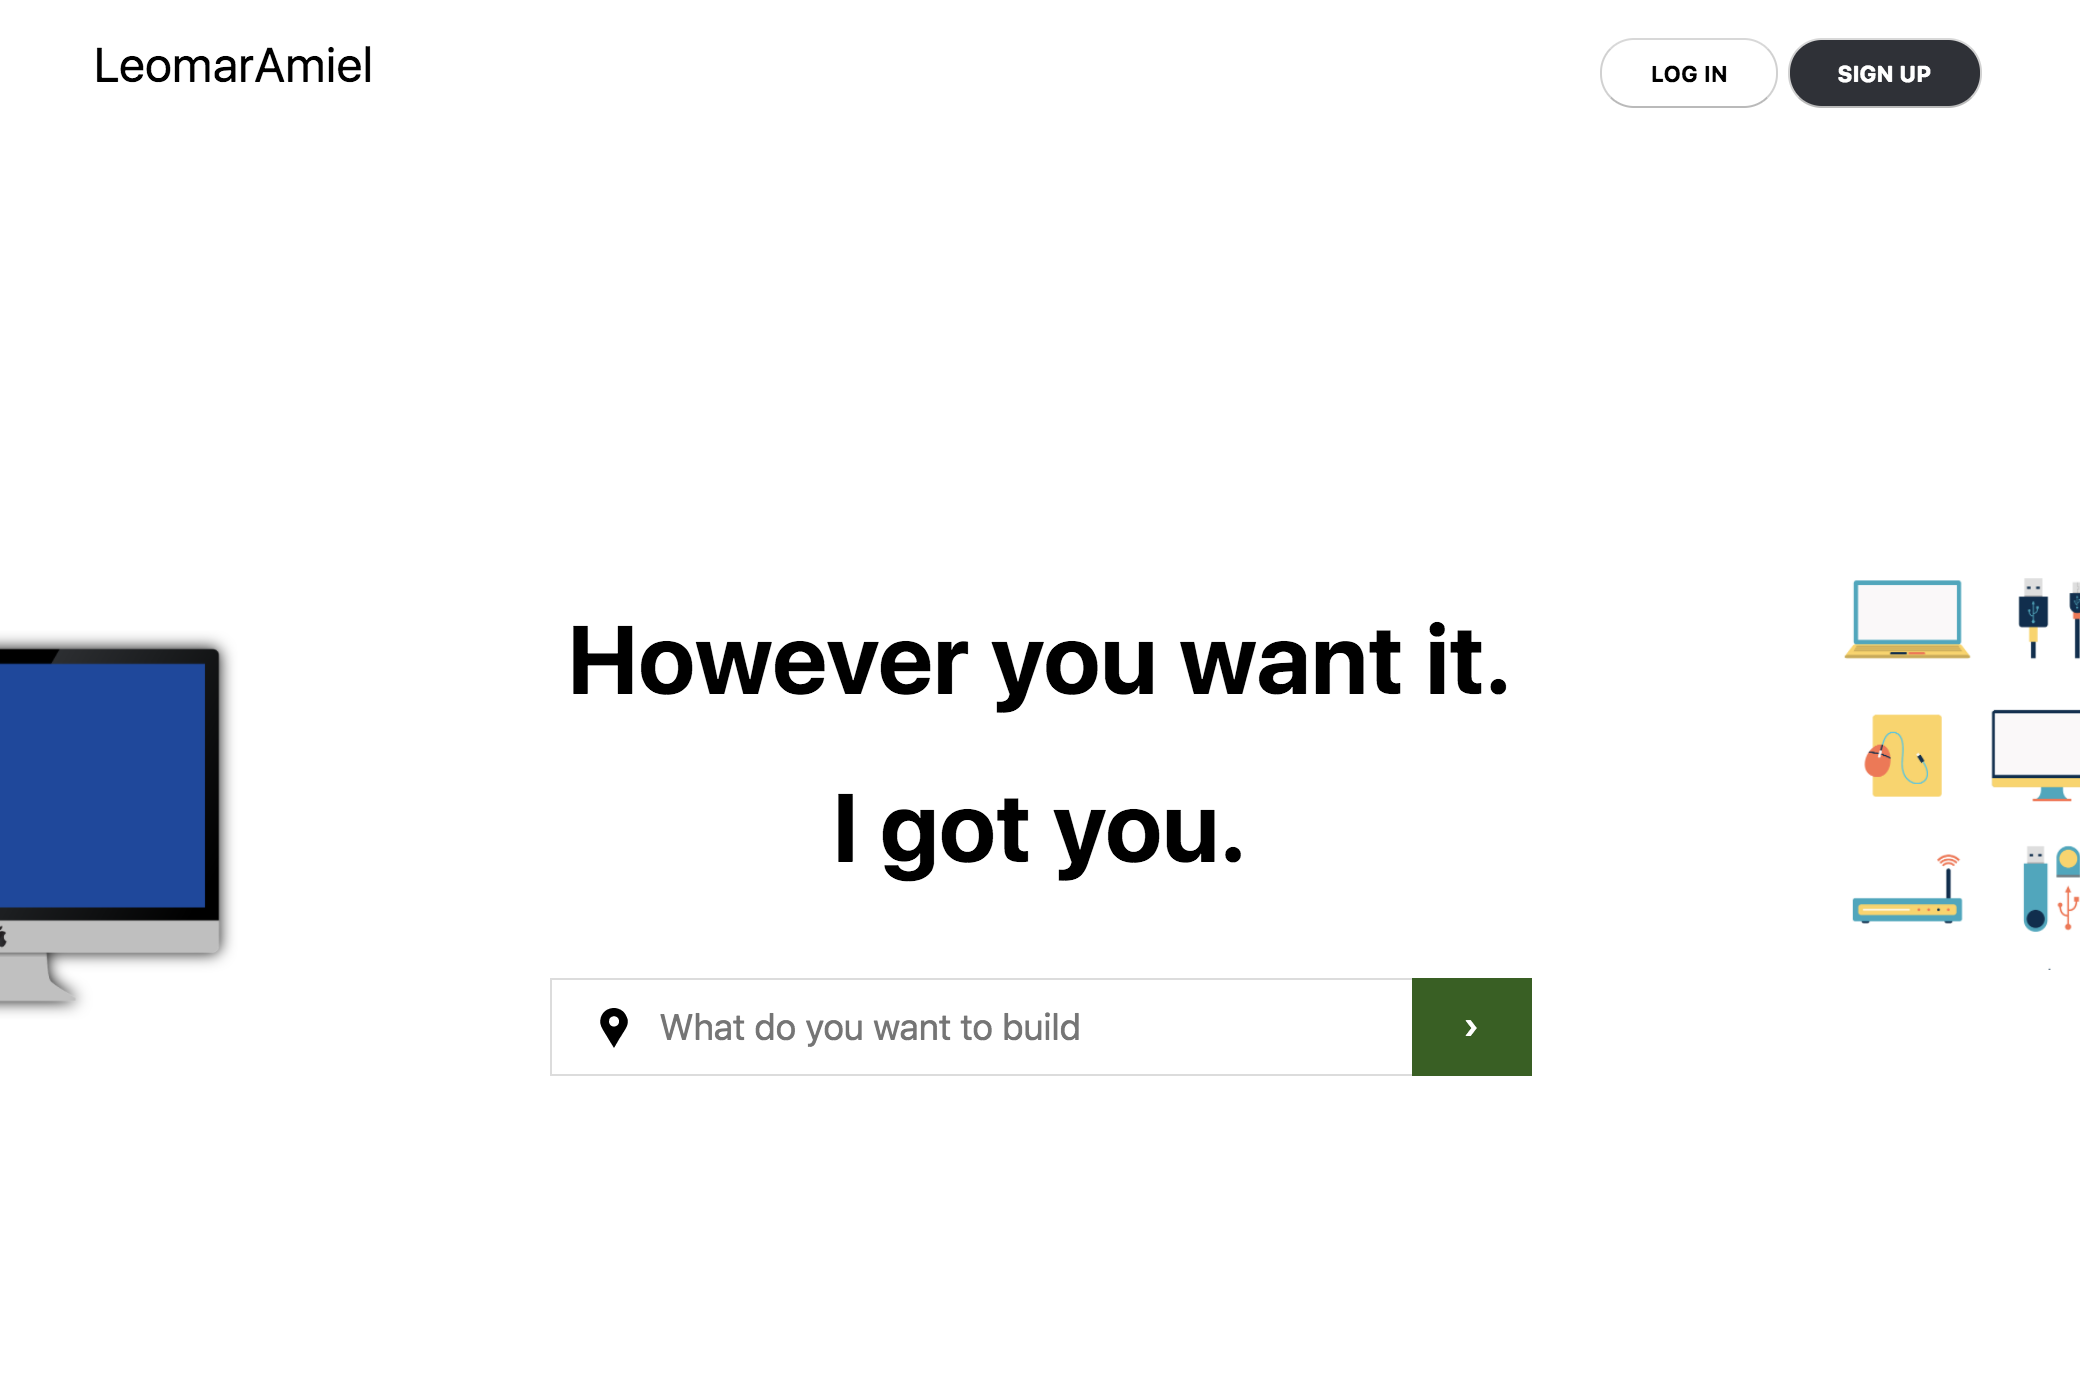 LeomarAmiel
LOG IN
SIGN UP
However you want it.
I got you.
What do you want to build